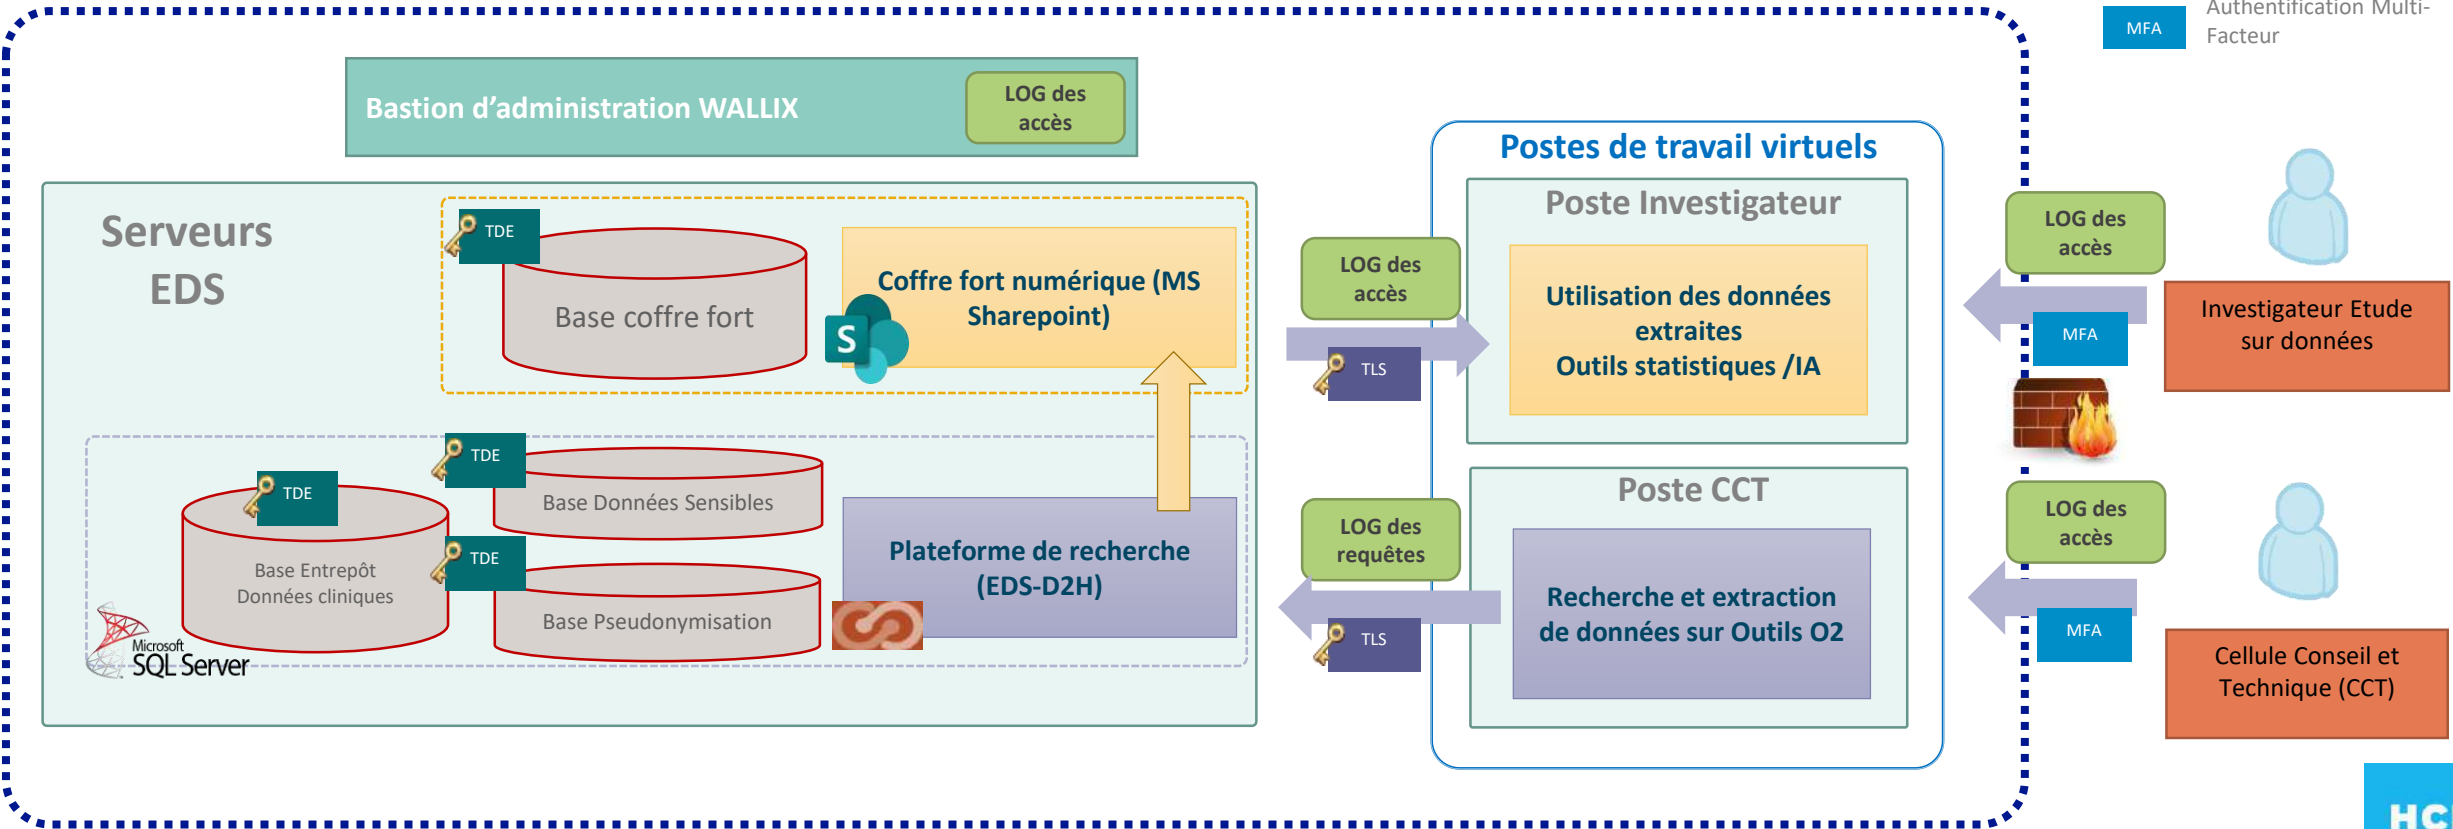 Authentification Multi-
Facteur
MFA
Bastion d'administration WALLIX
LOG des
accès
Serveurs
EDS
TDE
Base coffre fort
Coffre fort numérique (MS
Sharepoint)
S
TDE
Base Entrepôt
Données cliniques
TDE
Base Données Sensibles
TDE
Base Pseudonymisation
Microsoft
SQL Server
Plateforme de recherche
(EDS-D2H)
LOG des
accès
TLS
LOG des
requêtes
TLS
Postes de travail virtuels
Poste Investigateur
Utilisation des données
extraites
Outils statistiques /IA
Poste CCT
Recherche et extraction
de données sur Outils O2
LOG des
accès
MFA
Investigateur Etude
sur données
LOG des
accès
MFA
Cellule Conseil et
Technique (CCT)